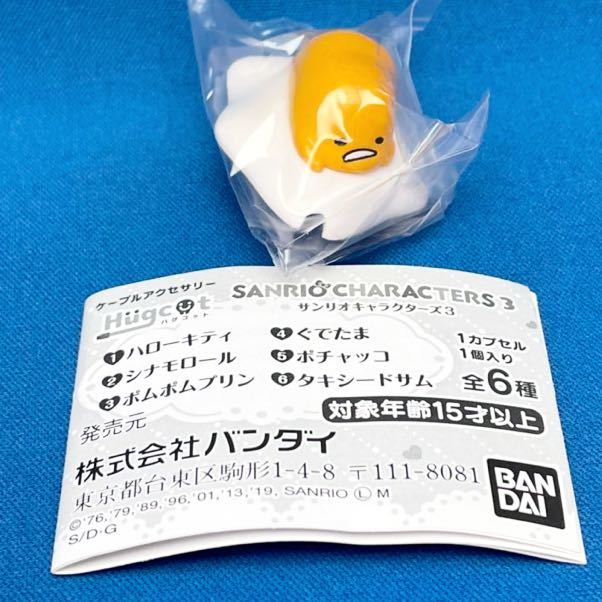 ケーブルアクセサリー
Hugcot
ハグコット
SANRIO CHARACTERS 3
サンリオキャラクターズ3
①ハローキティ
②シナモロール
③ポムポムプリン
④ぐでたま
⑤ポチャッコ
⑥タキシードサム
1カプセル
1個入り
全6種
対象年齢15才以上
発売元
株式会社バンダイ
東京都台東区駒形1-4-8 〒111-8081
©'76,'79,'89,'96,'01,'13,'19, SANRIO Ⓛ M
S/D・G
BAN
DAI